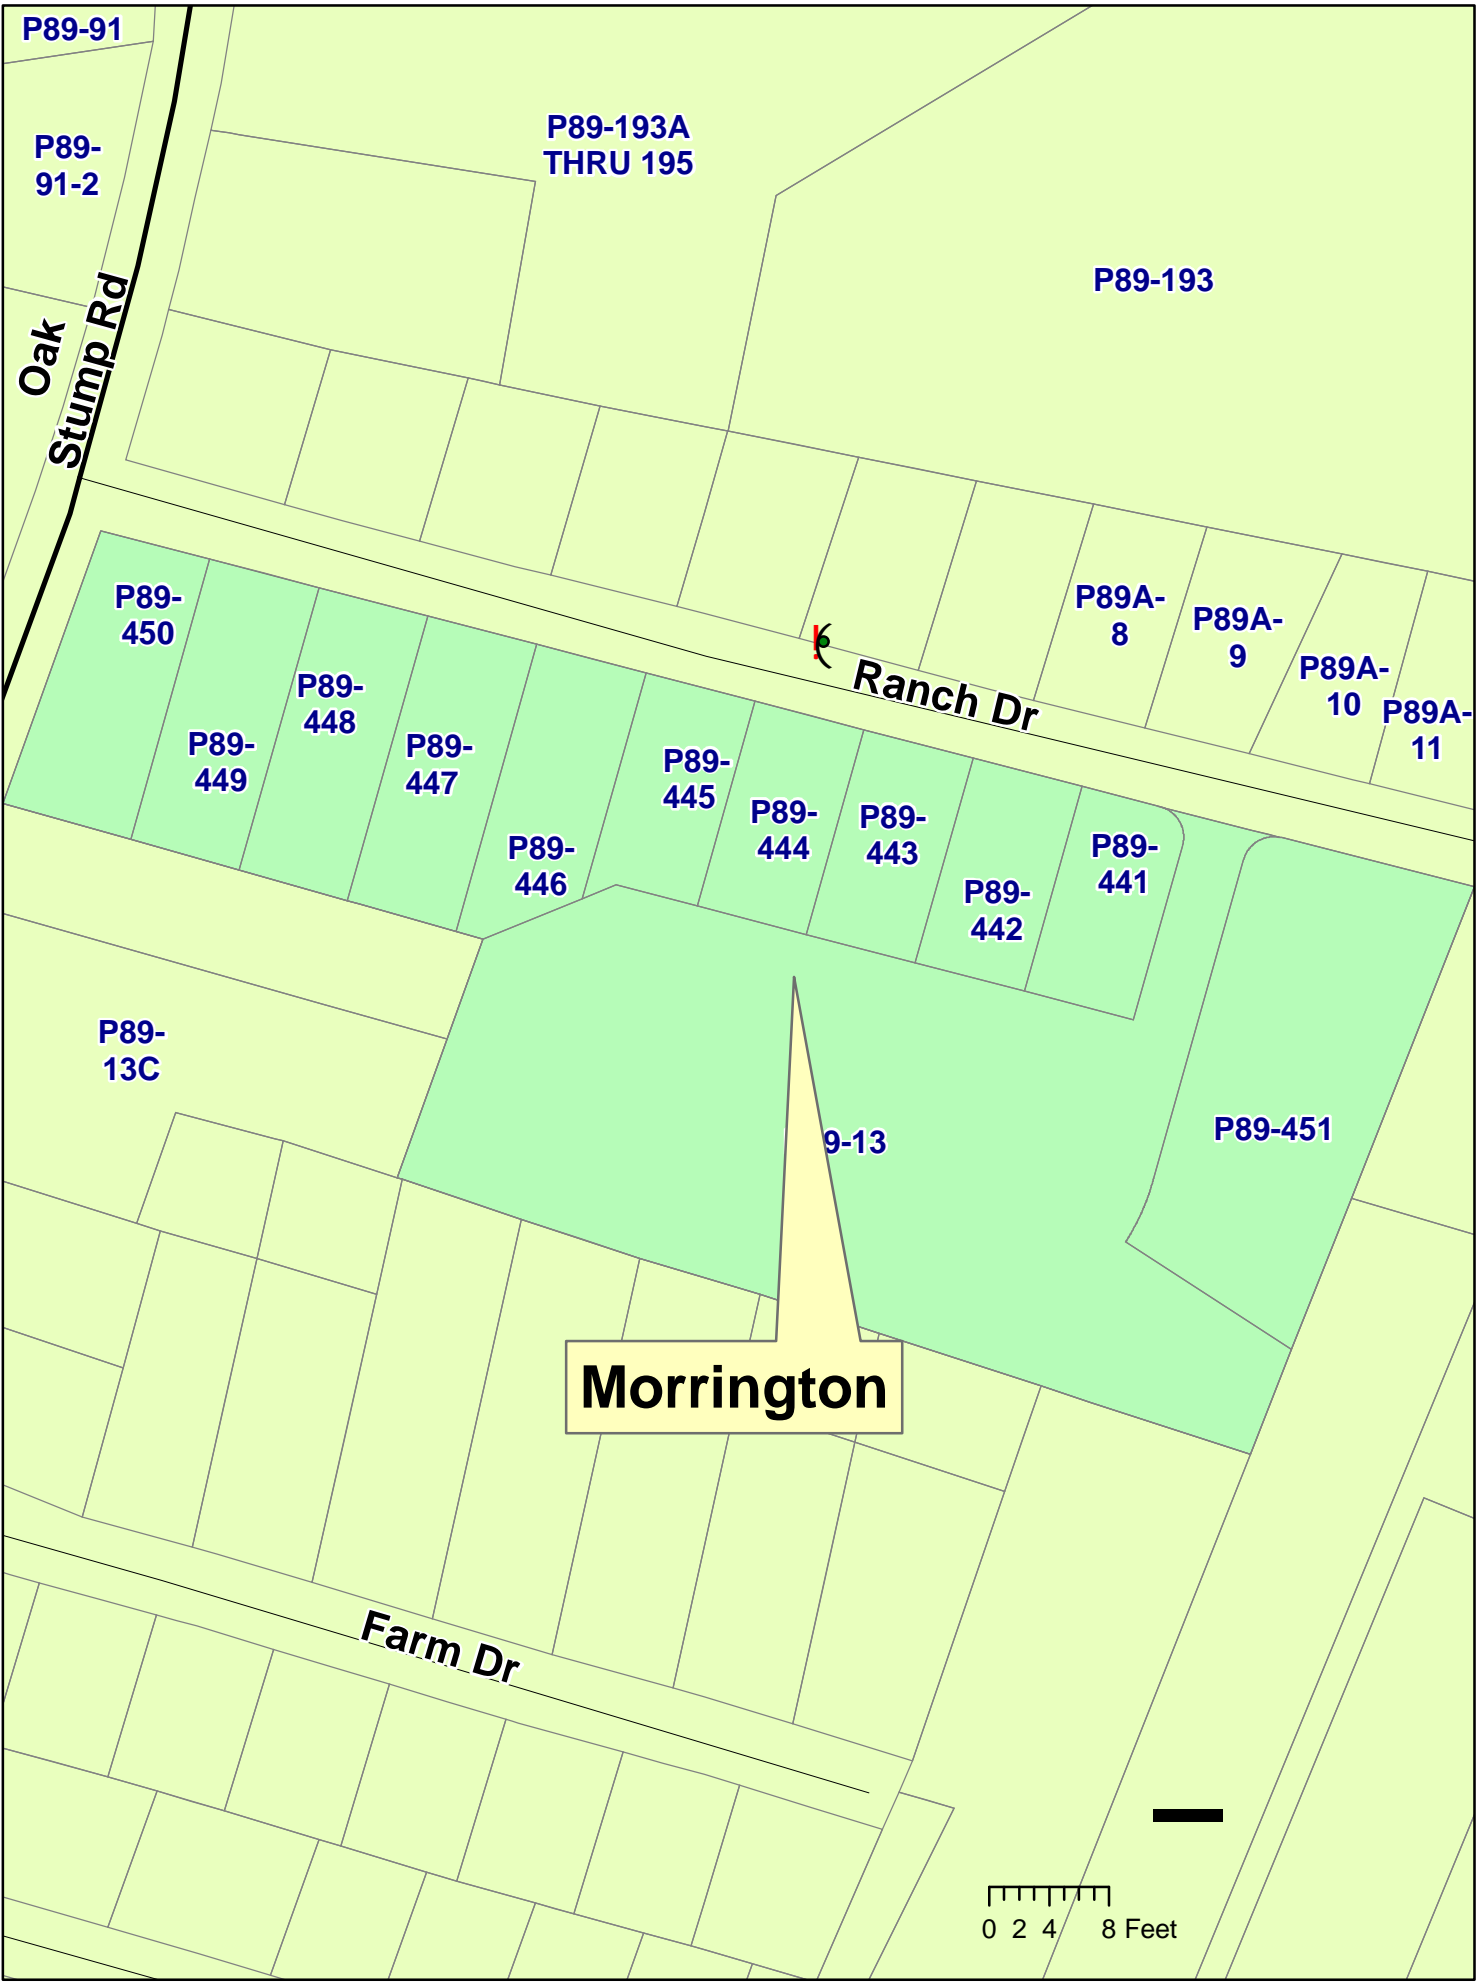 P89-91
P89-193A
THRU 195
P89-
91-2
P89-193
Oak
Stump Rd
P89A-
8
P89A-
9
P89A-
10
P89A-
11
Ranch Dr
P89-
450
P89-
449
P89-
448
P89-
447
P89-
446
P89-
445
P89-
444
P89-
443
P89-
442
P89-
441
P89-
13C
9-13
P89-451
Morrington
Farm Dr
0 2 4 8 Feet